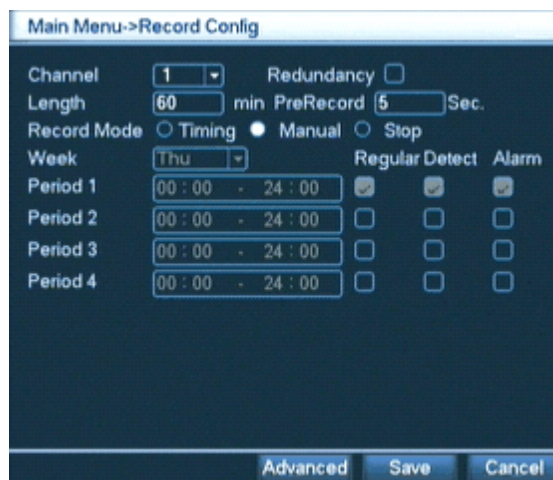 Main Menu->Record Config
Channel 1 Redundancy
Length 60 min PreRecord 5 Sec.
Record Mode Timing Manual Stop
Week Thu Regular Detect Alarm
Period 1 00 : 00 - 24 : 00
Period 2 00 : 00 - 24 : 00
Period 3 00 : 00 - 24 : 00
Period 4 00 : 00 - 24 : 00
Advanced Save Cancel